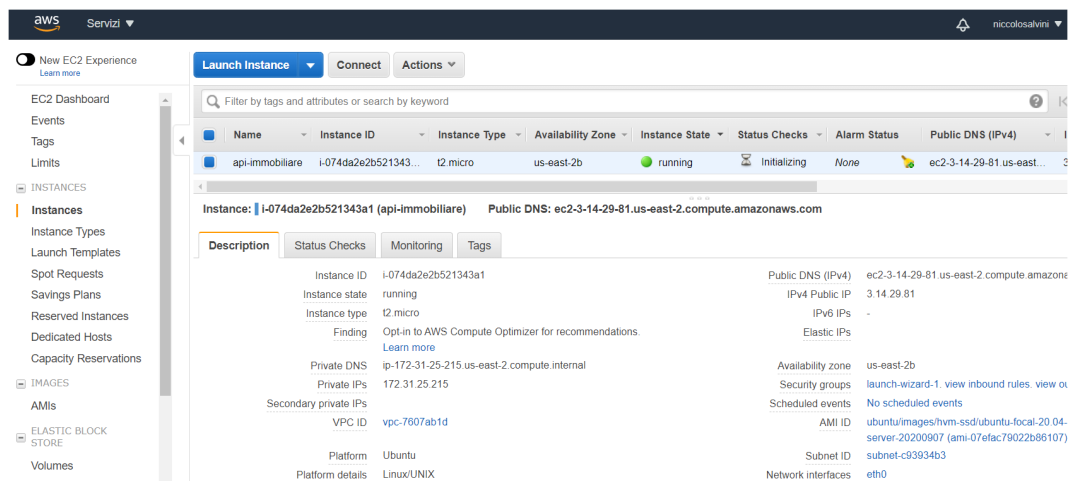 aws Servizi niccolosalvini
New EC2 Experience
Learn more
EC2 Dashboard
Events
Tags
Limits
INSTANCES
Instances
Instance Types
Launch Templates
Spot Requests
Savings Plans
Reserved Instances
Dedicated Hosts
Capacity Reservations
IMAGES
AMIs
ELASTIC BLOCK
STORE
Volumes
Launch Instance Connect Actions
Filter by tags and attributes or search by keyword
Name Instance ID Instance Type Availability Zone Instance State Status Checks Alarm Status Public DNS (IPv4)
api-immobiliare i-074da2e2b521343... t2.micro us-east-2b running Initializing None ec2-3-14-29-81.us-east... 3
Instance: i-074da2e2b521343a1 (api-immobiliare) Public DNS: ec2-3-14-29-81.us-east-2.compute.amazonaws.com
Description Status Checks Monitoring Tags
Instance ID i-074da2e2b521343a1 Public DNS (IPv4) ec2-3-14-29-81.us-east-2.compute.amazona
Instance state running IPv4 Public IP 3.14.29.81
Instance type t2.micro IPv6 IPs -
Finding Opt-in to AWS Compute Optimizer for recommendations. Elastic IPs
Learn more
Private DNS ip-172-31-25-215.us-east-2.compute.internal Availability zone us-east-2b
Private IPs 172.31.25.215 Security groups launch-wizard-1. view inbound rules. view ou
Secondary private IPs Scheduled events No scheduled events
VPC ID vpc-7607ab1d AMI ID ubuntu/images/hvm-ssd/ubuntu-focal-20.04-
server-20200907 (ami-07efac79022b86107)
Platform Ubuntu Subnet ID subnet-c93934b3
Platform details Linux/UNIX Network interfaces eth0